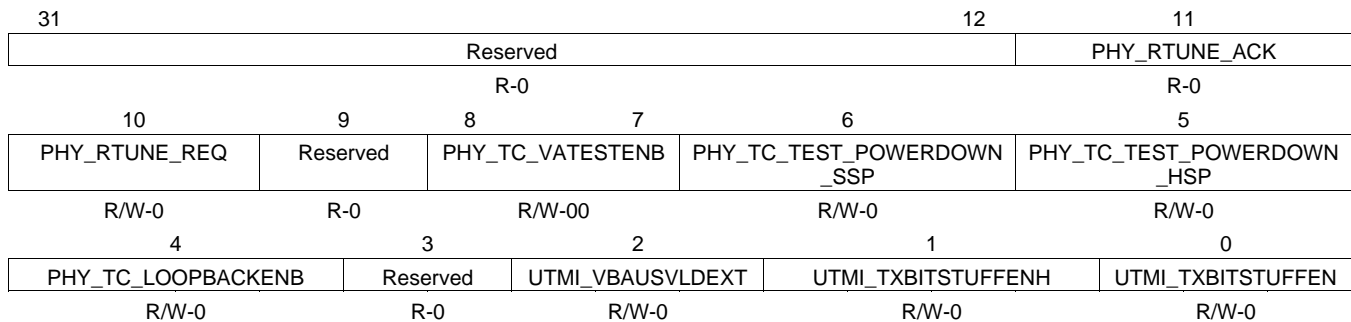 31 12 11
Reserved PHY_RTUNE_ACK
R-0 R-0
10 9 8 7 6 5
PHY_RTUNE_REQ Reserved PHY_TC_VATESTENB PHY_TC_TEST_POWERDOWN PHY_TC_TEST_POWERDOWN
_SSP _HSP
R/W-0 R-0 R/W-00 R/W-0 R/W-0
4 3 2 1 0
PHY_TC_LOOPBACKENB Reserved UTMI_VBAUSVLDEXT UTMI_TXBITSTUFFENH UTMI_TXBITSTUFFEN
R/W-0 R-0 R/W-0 R/W-0 R/W-0